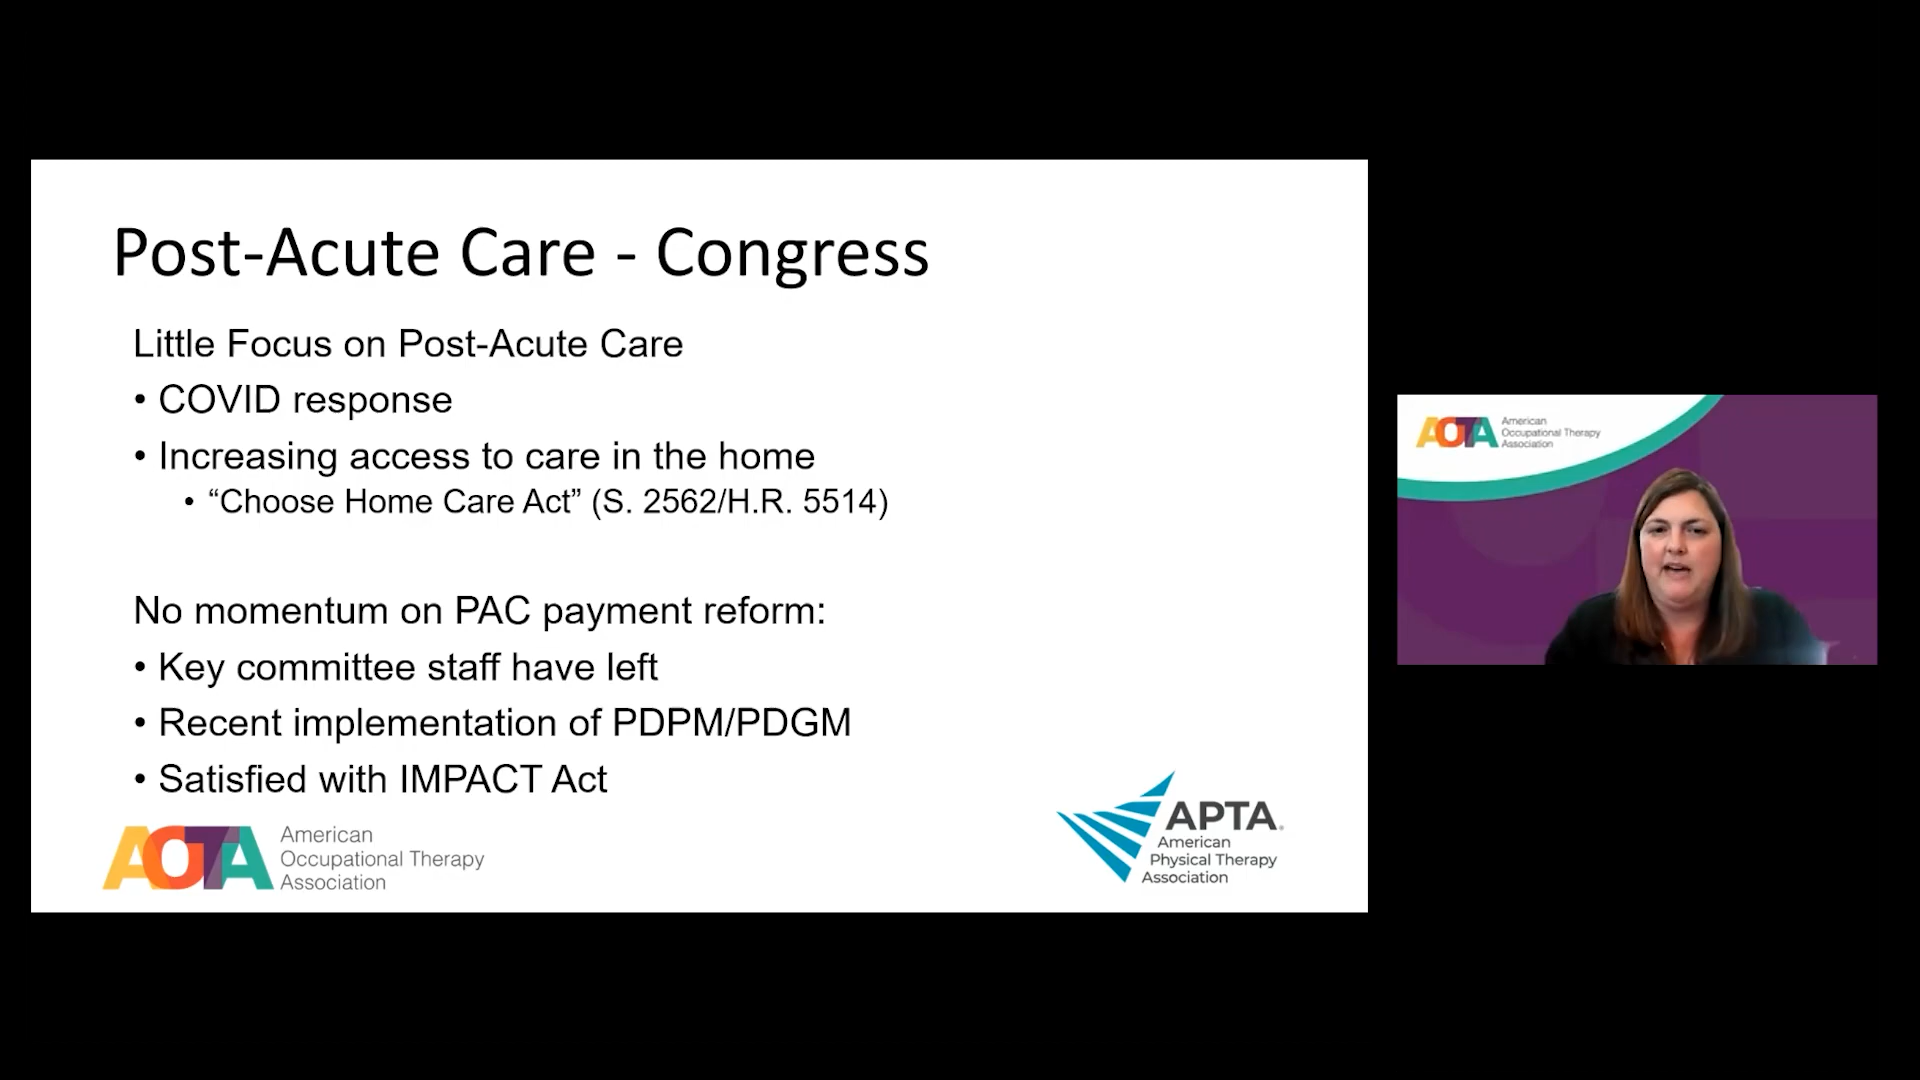 Post-Acute Care - Congress
Little Focus on Post-Acute Care
• COVID response
• Increasing access to care in the home
• “Choose Home Care Act” (S. 2562/H.R. 5514)
No momentum on PAC payment reform:
• Key committee staff have left
• Recent implementation of PDPM/PDGM
• Satisfied with IMPACT Act
AOTA
American
Occupational Therapy
Association
APTA®
American
Physical Therapy
Association
AOTA
American
Occupational Therapy
Association